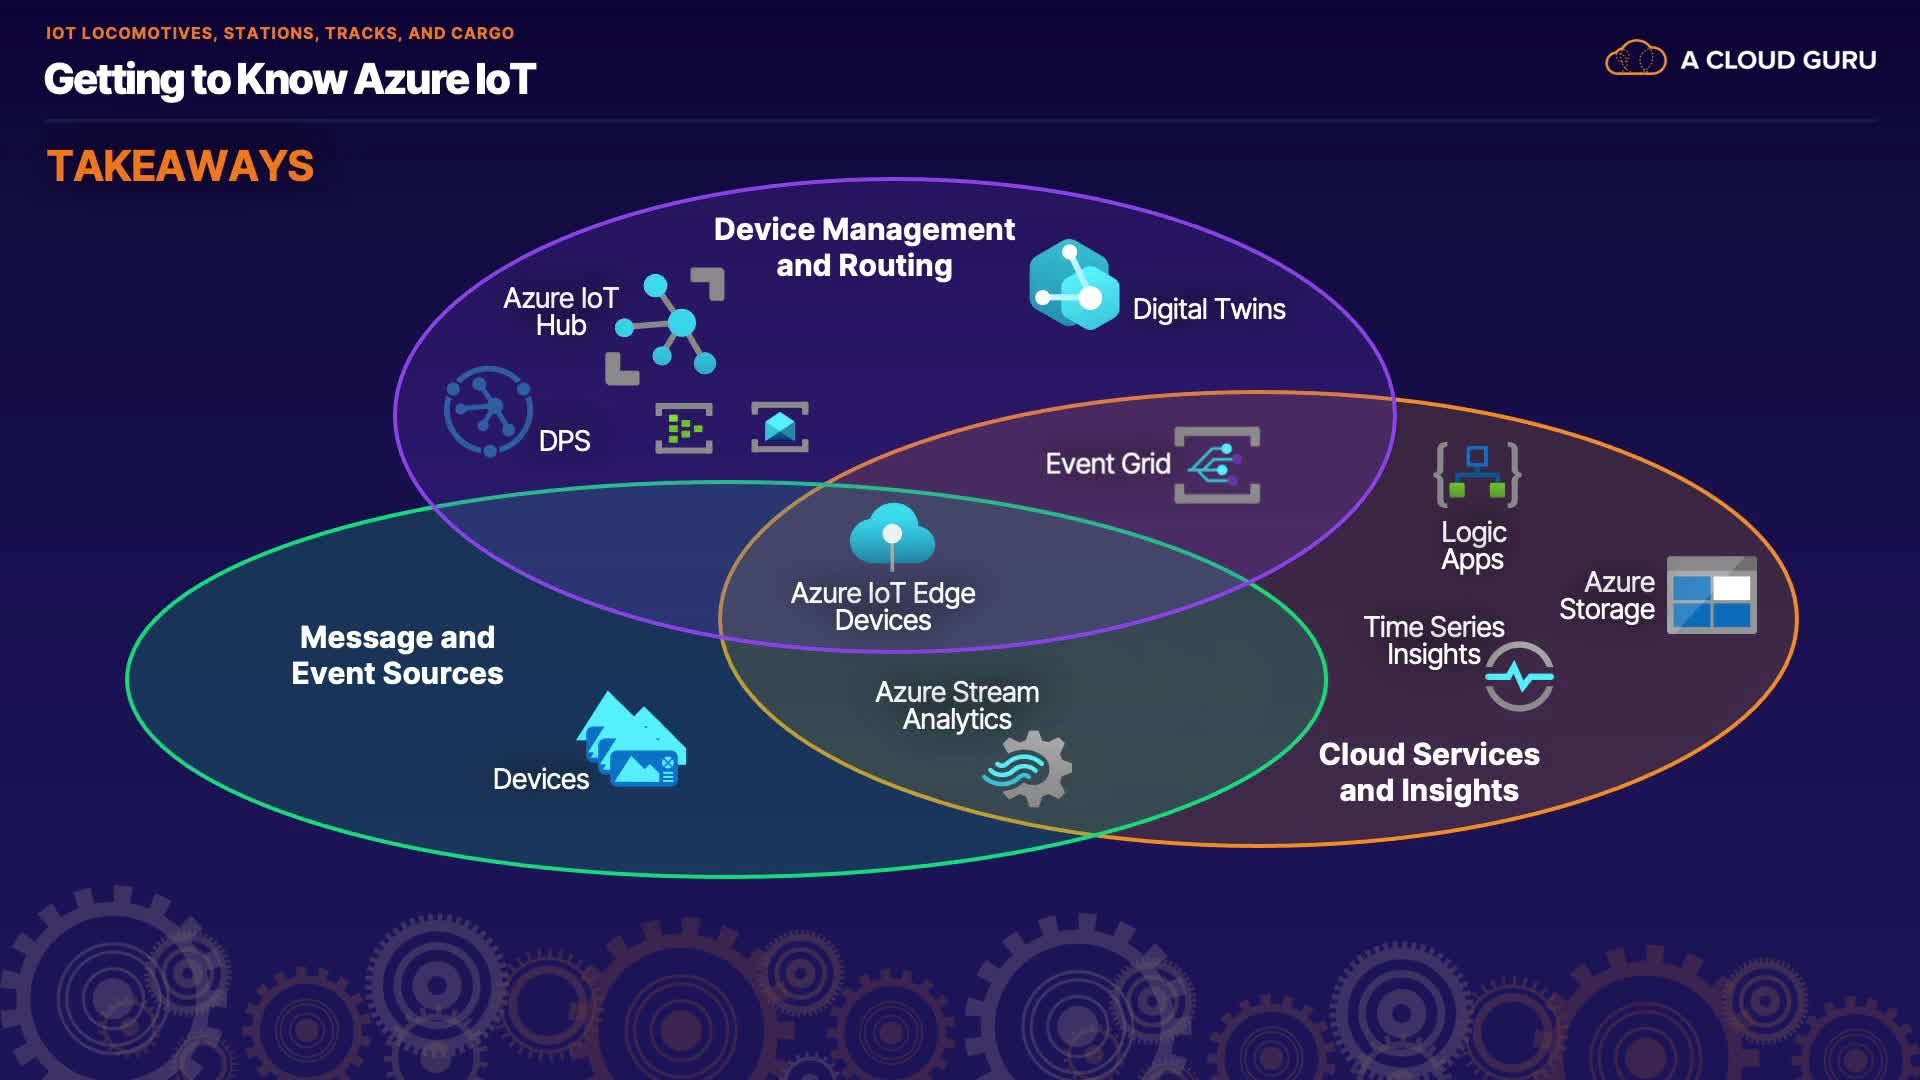 IOT LOCOMOTIVES, STATIONS, TRACKS, AND CARGO
Getting to Know Azure IoT
A CLOUD GURU
TAKEAWAYS
Device Management
and Routing
Azure IoT
Hub
Digital Twins
DPS
Event Grid
Logic
Apps
Azure IoT Edge
Devices
Azure
Storage
Message and
Event Sources
Time Series
Insights
Azure Stream
Analytics
Devices
Cloud Services
and Insights